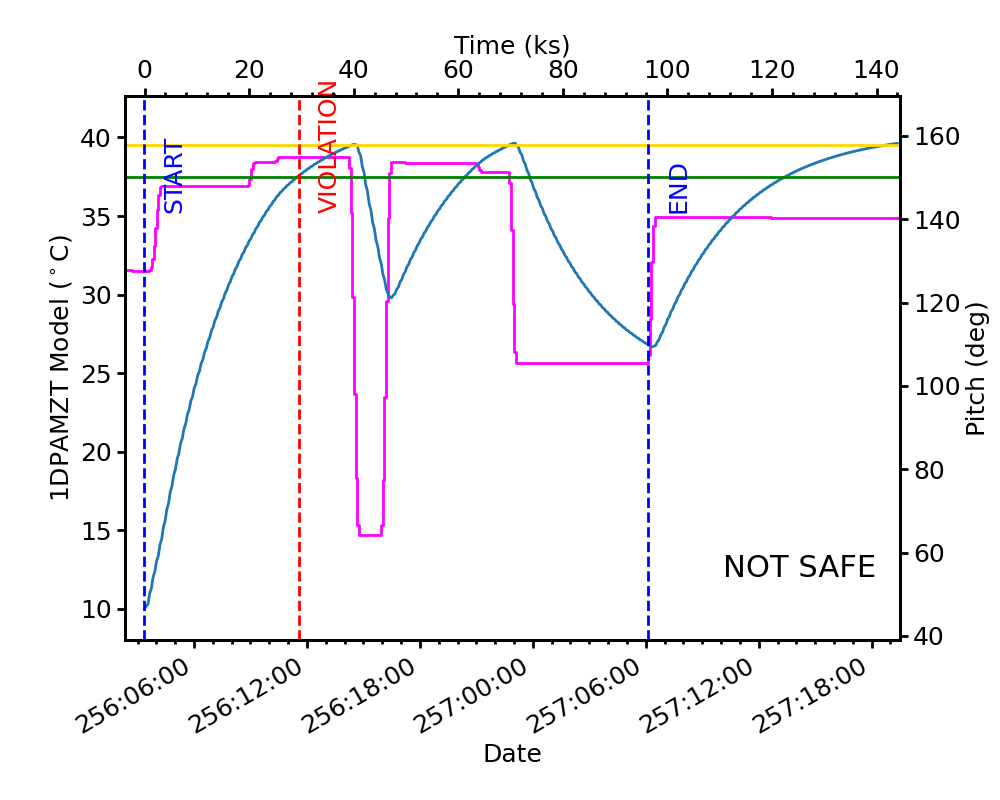 Time (ks)
0 20 40 60 80 100 120 140
40
35
30
25
20
15
10
1DPAMZT Model (°C)
START
VIOLATION
END
NOT SAFE
160
140
120
100
80
60
40
Pitch (deg)
256:06:00 256:12:00 256:18:00 257:00:00 257:06:00 257:12:00 257:18:00
Date